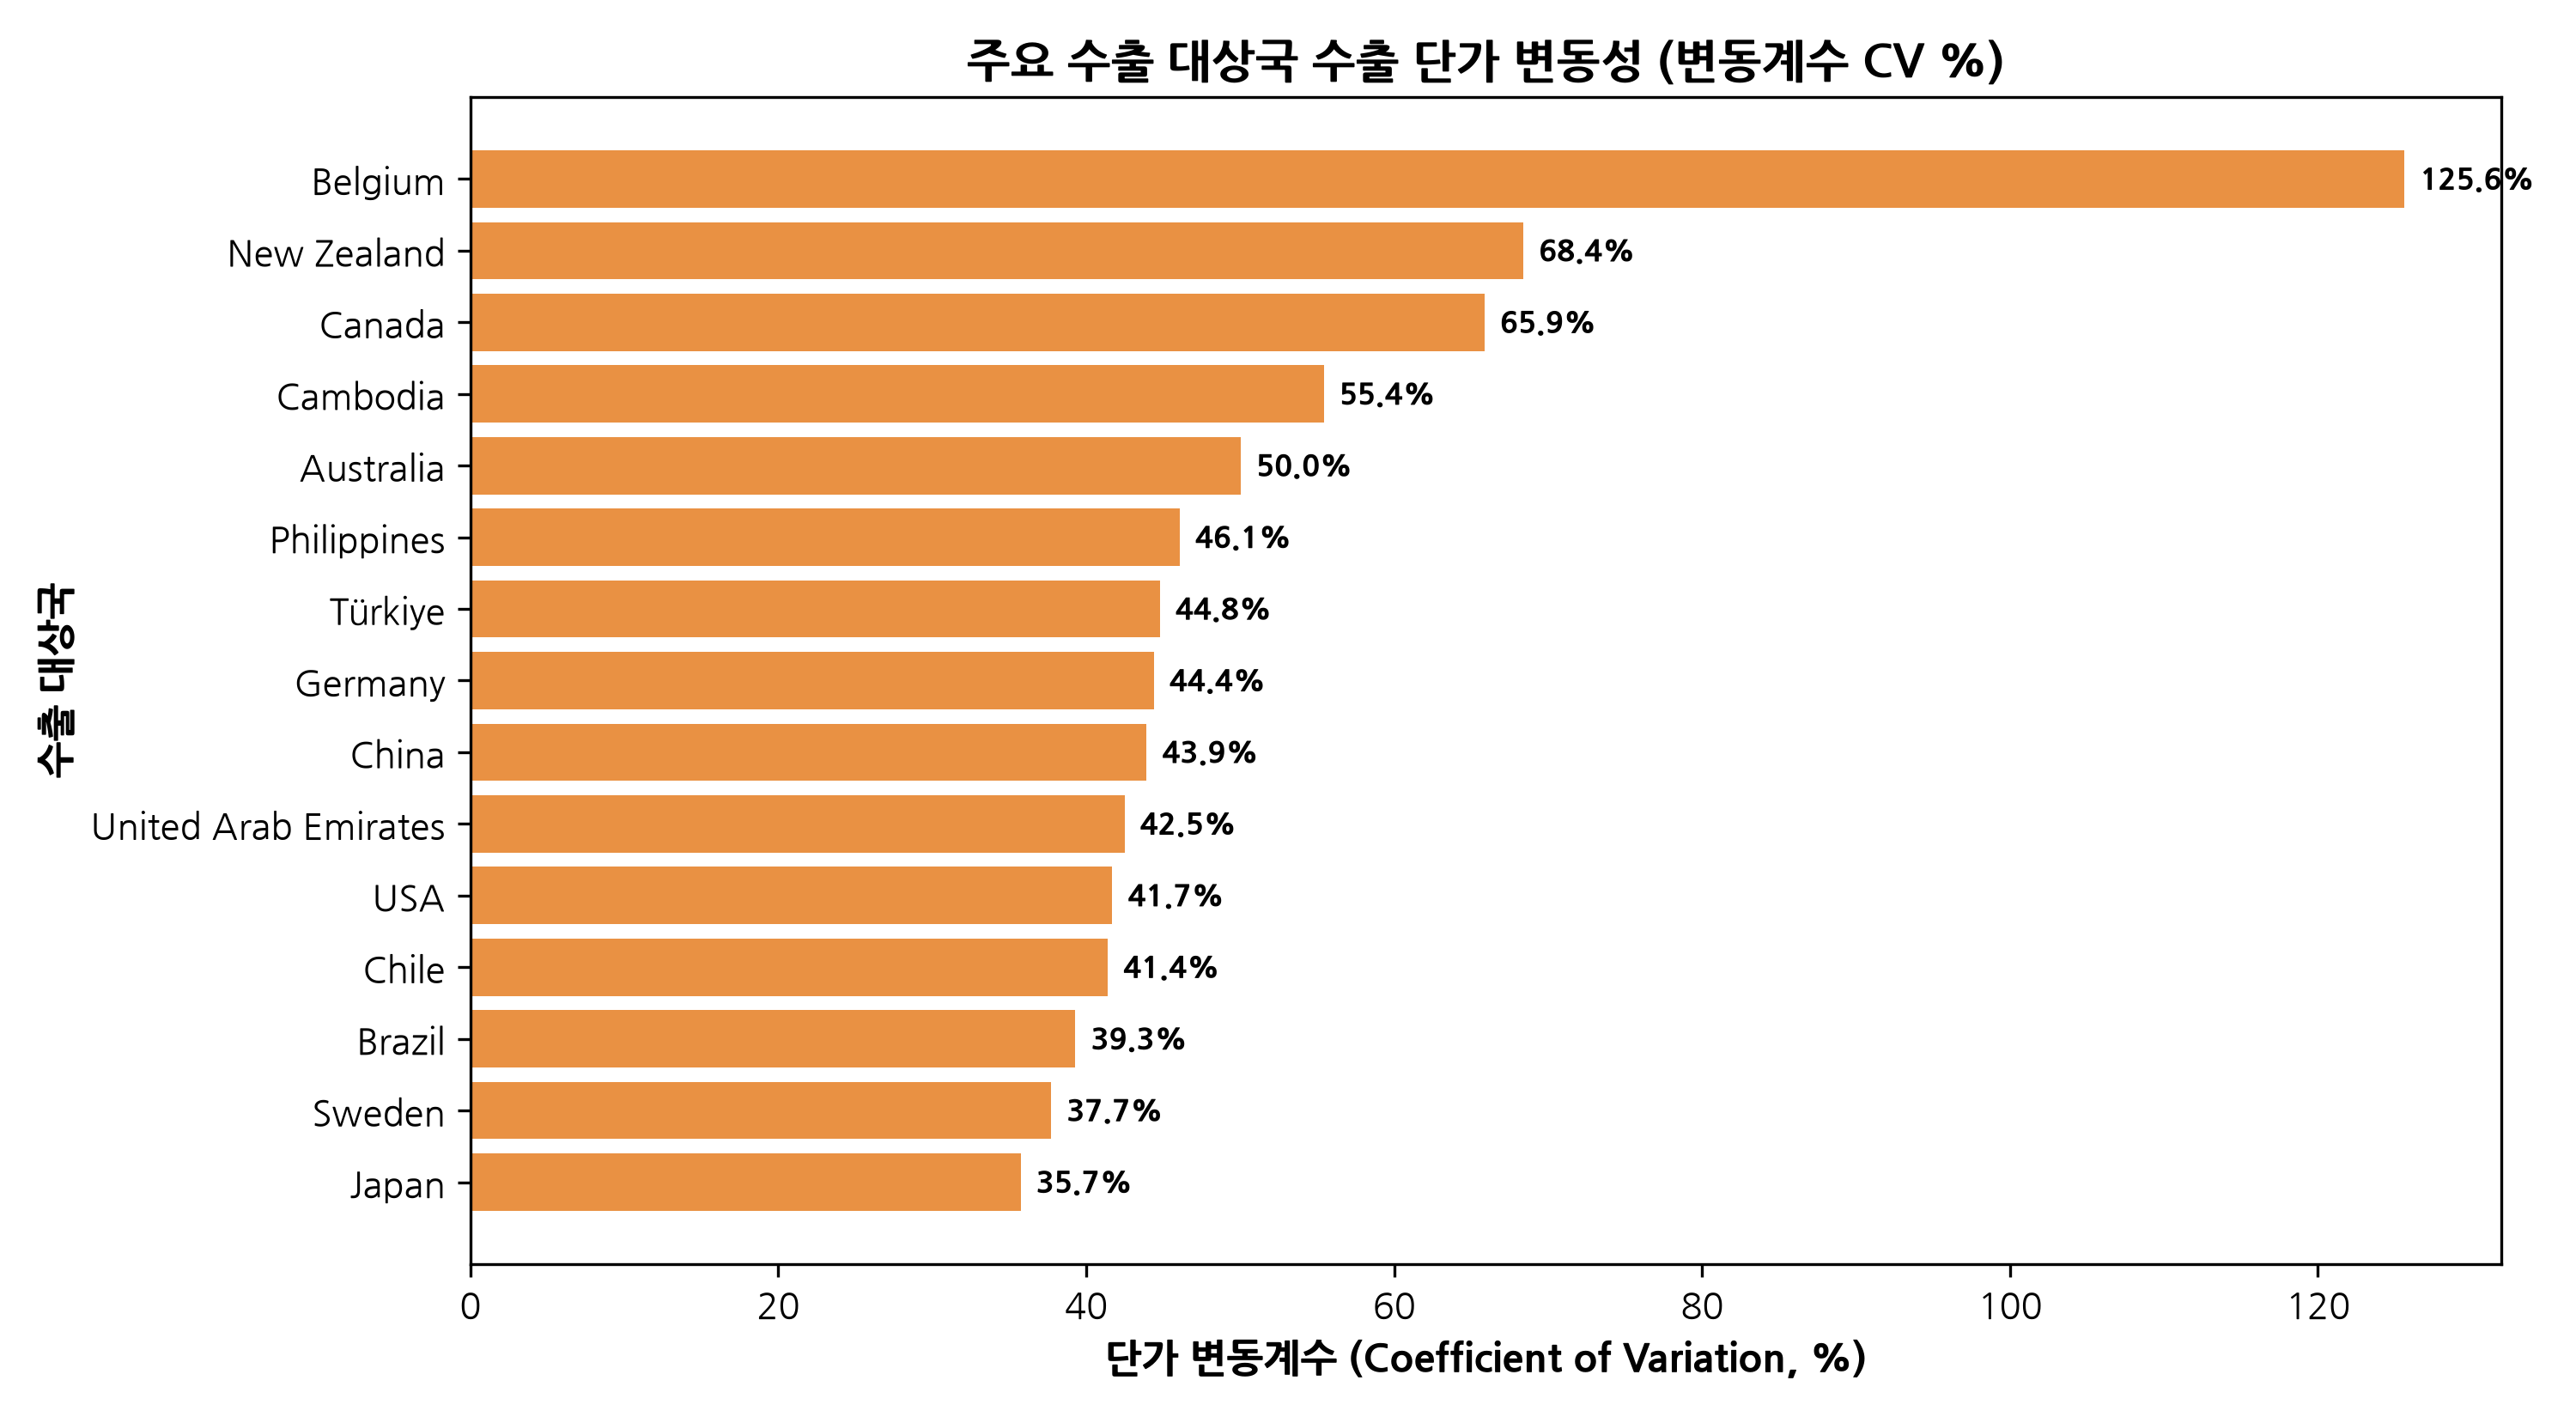 주요 수출 대상국 수출 단가 변동성 (변동계수 CV %)
수출 대상국
Belgium 125.6%
New Zealand 68.4%
Canada 65.9%
Cambodia 55.4%
Australia 50.0%
Philippines 46.1%
Türkiye 44.8%
Germany 44.4%
China 43.9%
United Arab Emirates 42.5%
USA 41.7%
Chile 41.4%
Brazil 39.3%
Sweden 37.7%
Japan 35.7%
0 20 40 60 80 100 120
단가 변동계수 (Coefficient of Variation, %)